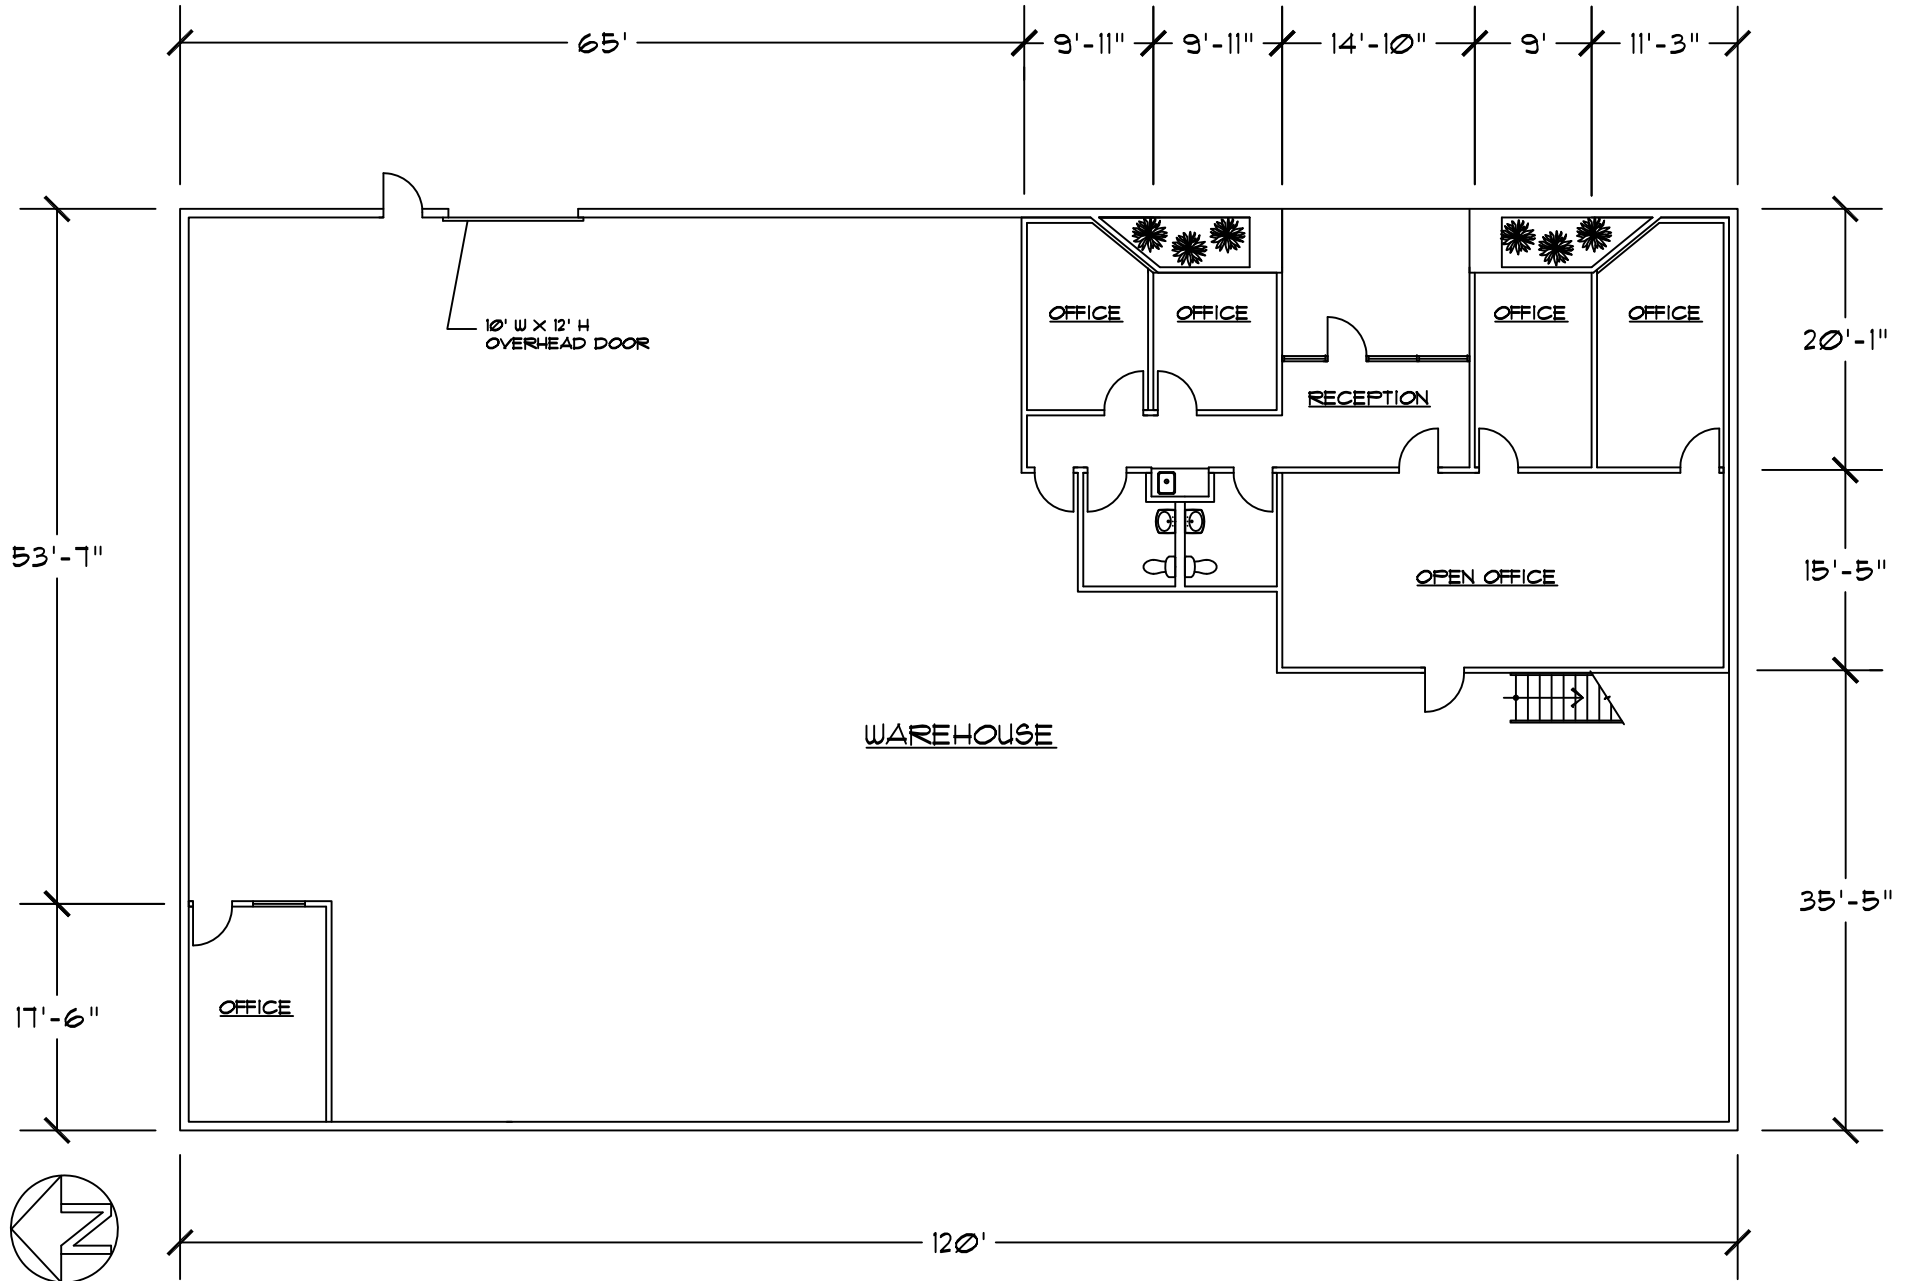 65'
9'-11"
9'-11"
14'-10"
9'
11'-3"
10' W X 12' H
OVERHEAD DOOR
OFFICE
OFFICE
OFFICE
OFFICE
20'-1"
RECEPTION
53'-7"
15'-5"
OPEN OFFICE
WAREHOUSE
35'-5"
OFFICE
17'-6"
N
120'